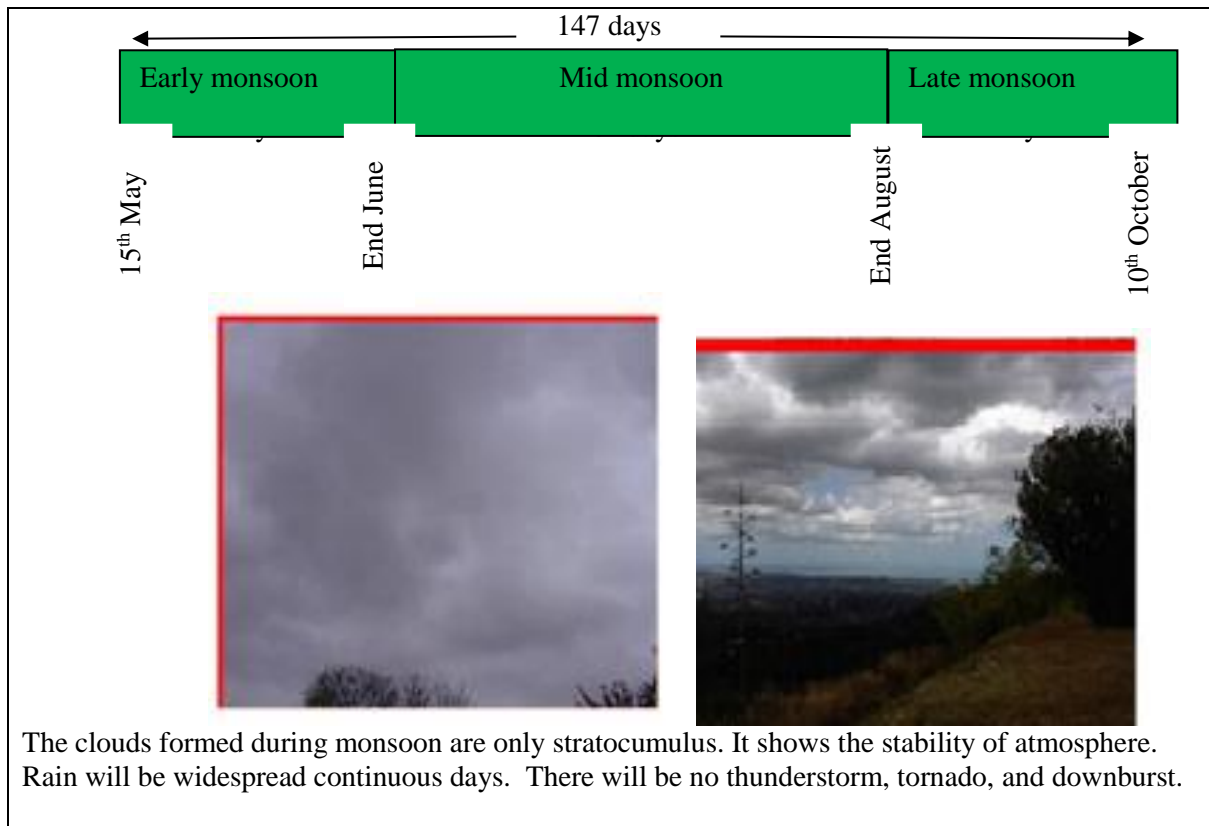 147 days
Early monsoon
Mid monsoon
Late monsoon
15th May
End June
End August
10th October
The clouds formed during monsoon are only stratocumulus. It shows the stability of atmosphere.
Rain will be widespread continuous days. There will be no thunderstorm, tornado, and downburst.